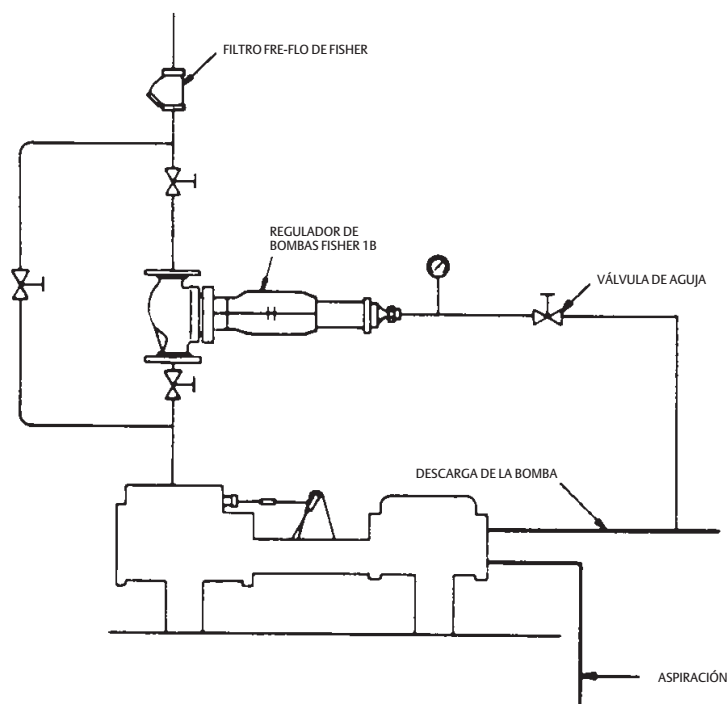 FILTRO FRE-FLO DE FISHER
REGULADOR DE
BOMBAS FISHER 1B
VÁLVULA DE AGUJA
DESCARGA DE LA BOMBA
ASPIRACIÓN